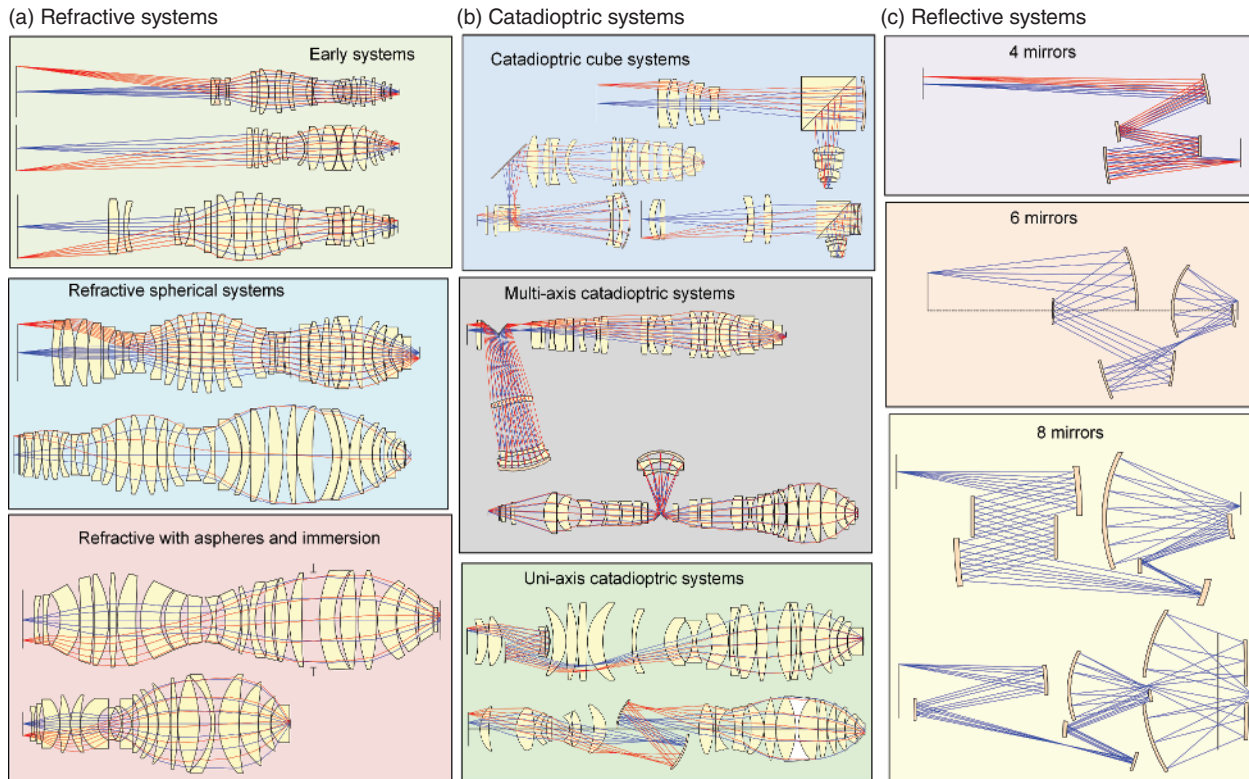 (a) Refractive systems
Early systems
Refractive spherical systems
Refractive with aspheres and immersion
(b) Catadioptric systems
Catadioptric cube systems
Multi-axis catadioptric systems
Uni-axis catadioptric systems
(c) Reflective systems
4 mirrors
6 mirrors
8 mirrors